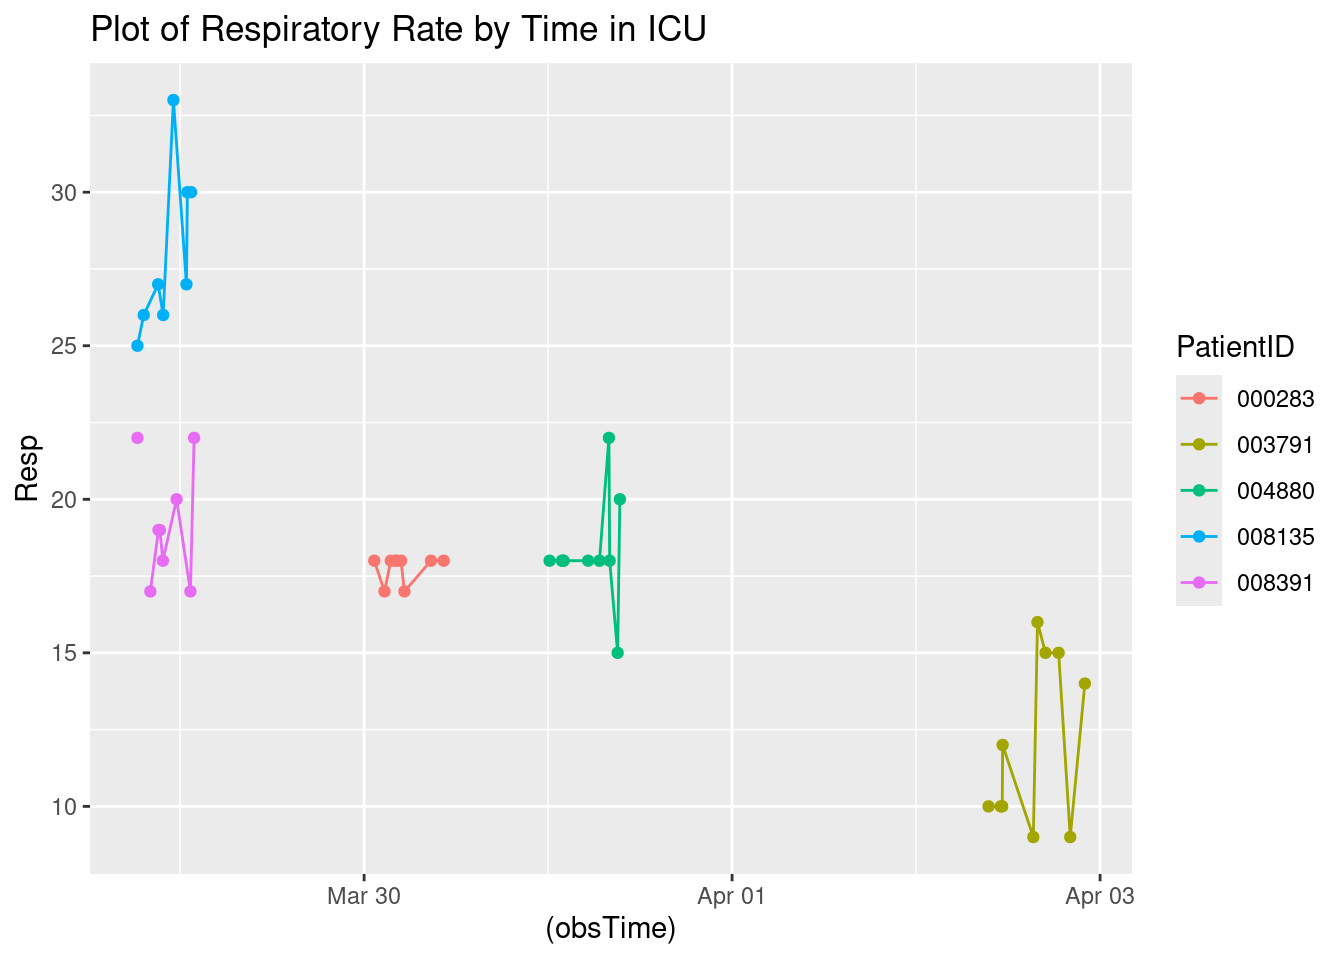 Plot of Respiratory Rate by Time in ICU
30
25
20
15
10
Resp
Mar 30
Apr 01
Apr 03
(obsTime)
PatientID
000283
003791
004880
008135
008391